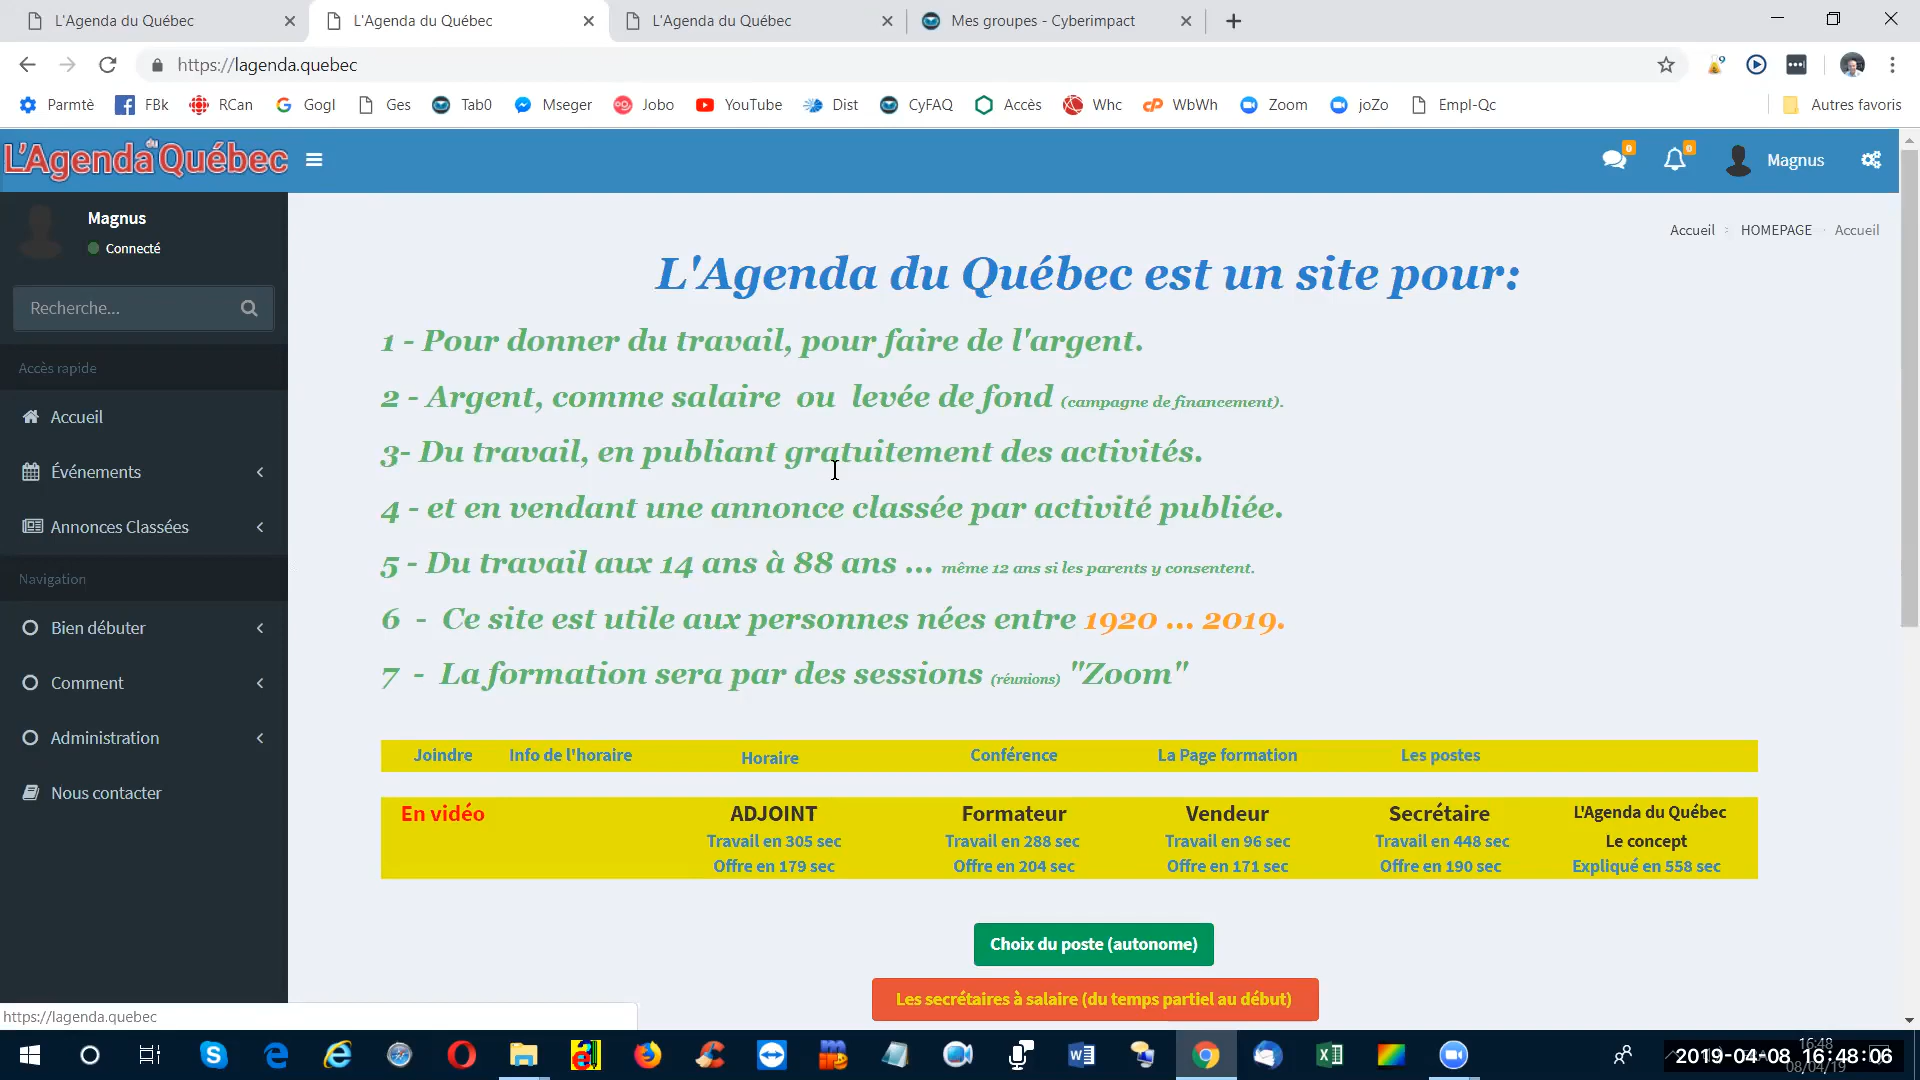 L'Agenda du Québec
L'Agenda du Québec
L'Agenda du Québec
Mes groupes - Cyberimpact
https://lagenda.quebec
Parmtè
FBk
RCan
Gogl
Ges
Tab0
Mseger
Jobo
YouTube
Dist
CyFAQ
Accès
Whc
WbWh
Zoom
joZo
Empl-Qc
Autres favoris
L'Agenda du Québec
0
0
Magnus
Magnus
Connecté
Recherche...
Accès rapide
Accueil
Événements
Annonces Classées
Navigation
Bien débuter
Comment
Administration
Nous contacter
Accueil > HOMEPAGE · Accueil
L'Agenda du Québec est un site pour:
1 - Pour donner du travail, pour faire de l'argent.
2 - Argent, comme salaire ou levée de fond (campagne de financement).
3- Du travail, en publiant gratuitement des activités.
4 - et en vendant une annonce classée par activité publiée.
5 - Du travail aux 14 ans à 88 ans ... même 12 ans si les parents y consentent.
6 - Ce site est utile aux personnes nées entre 1920 ... 2019.
7 - La formation sera par des sessions (réunions) "Zoom"
Joindre Info de l'horaire Horaire Conférence La Page formation Les postes
En vidéo ADJOINT Formateur Vendeur Secrétaire L'Agenda du Québec
Travail en 305 sec Travail en 288 sec Travail en 96 sec Travail en 448 sec Le concept
Offre en 179 sec Offre en 204 sec Offre en 171 sec Offre en 190 sec Expliqué en 558 sec
Choix du poste (autonome)
Les secrétaires à salaire (du temps partiel au début)
https://lagenda.quebec
16:48
2019-04-08 16:48:06
08/04/19